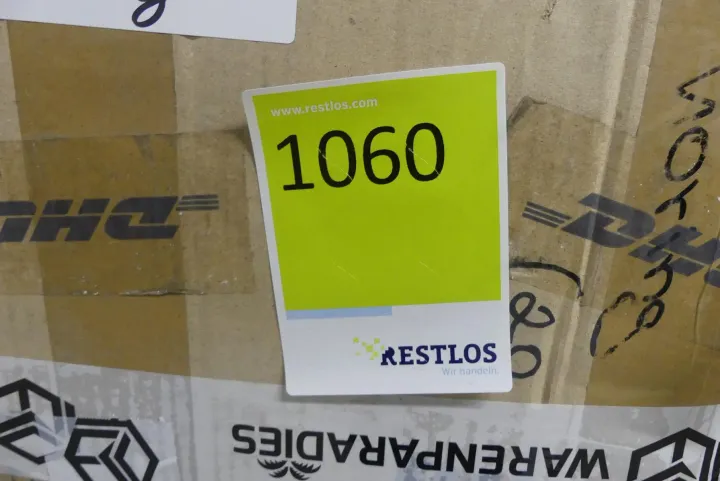 www.restlos.com
1060
DHL
DHL
RESTLOS
Wir handeln.
WARENPARADIES